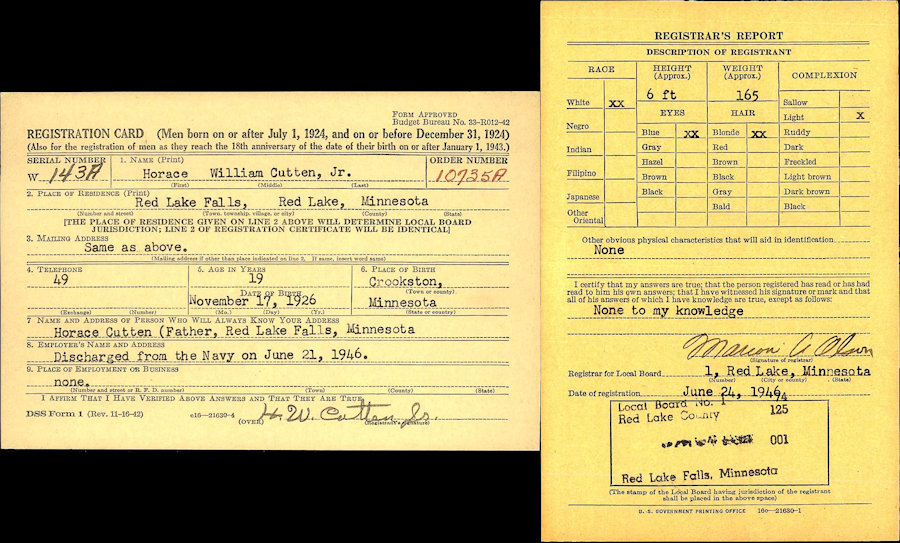 FORM APPROVED
Budget Bureau No. 33-R012-42
REGISTRATION CARD (Men born on or after July 1, 1924, and on or before December 31, 1924)
(Also for the registration of men as they reach the 18th anniversary of the date of their birth on or after January 1, 1943.)
SERIAL NUMBER 1. NAME (Print) ORDER NUMBER
W 143A Horace William Cutten, Jr. 10735A
(First) (Middle) (Last)
2. PLACE OF RESIDENCE (Print)
Red Lake Falls, Red Lake, Minnesota
(Number and street) (Town, township, village, or city) (County) (State)
[THE PLACE OF RESIDENCE GIVEN ON LINE 2 ABOVE WILL DETERMINE LOCAL BOARD
JURISDICTION; LINE 2 OF REGISTRATION CERTIFICATE WILL BE IDENTICAL]
3. MAILING ADDRESS
Same as above.
(Mailing address if other than place indicated on line 2. If same, insert word same)
4. TELEPHONE 5. AGE IN YEARS 6. PLACE OF BIRTH
49 19 Crookston,
DATE OF BIRTH (Town or county)
November 17, 1926 Minnesota
(Exchange) (Number) (Mo.) (Day) (Yr.) (State or country)
7. NAME AND ADDRESS OF PERSON WHO WILL ALWAYS KNOW YOUR ADDRESS
Horace Cutten (Father, Red Lake Falls, Minnesota
8. EMPLOYER'S NAME AND ADDRESS
Discharged from the Navy on June 21, 1946.
9. PLACE OF EMPLOYMENT OR BUSINESS
none.
(Number and street or R. F. D. number) (Town) (County) (State)
I AFFIRM THAT I HAVE VERIFIED ABOVE ANSWERS AND THAT THEY ARE TRUE.
H. W. Cutten, Jr.
DSS Form 1 (Rev. 11-16-42) c16-21630-4 (OVER) (Registrant's signature)
REGISTRAR'S REPORT
DESCRIPTION OF REGISTRANT
RACE HEIGHT (Approx.) WEIGHT (Approx.) COMPLEXION
6 ft 165
White XX Sallow
EYES HAIR Light X
Negro Blue XX Blonde XX Ruddy
Indian Gray Red Dark
Hazel Brown Freckled
Filipino Brown Black Light brown
Japanese Black Gray Dark brown
Other Oriental Bald Black
Other obvious physical characteristics that will aid in identification
None
I certify that my answers are true; that the person registered has read or has had
read to him his own answers; that I have witnessed his signature or mark and that
all of his answers of which I have knowledge are true, except as follows:
None to my knowledge
Marion A Olson
(Signature of registrar)
Registrar for Local Board 1, Red Lake, Minnesota
(Number) (City or county) (State)
Date of registration June 24, 1946
Local Board No. 1 125
Red Lake County
001
Red Lake Falls, Minnesota
(The stamp of the Local Board having jurisdiction of the registrant
shall be placed in the above space)
U. S. GOVERNMENT PRINTING OFFICE 16o—21630-1